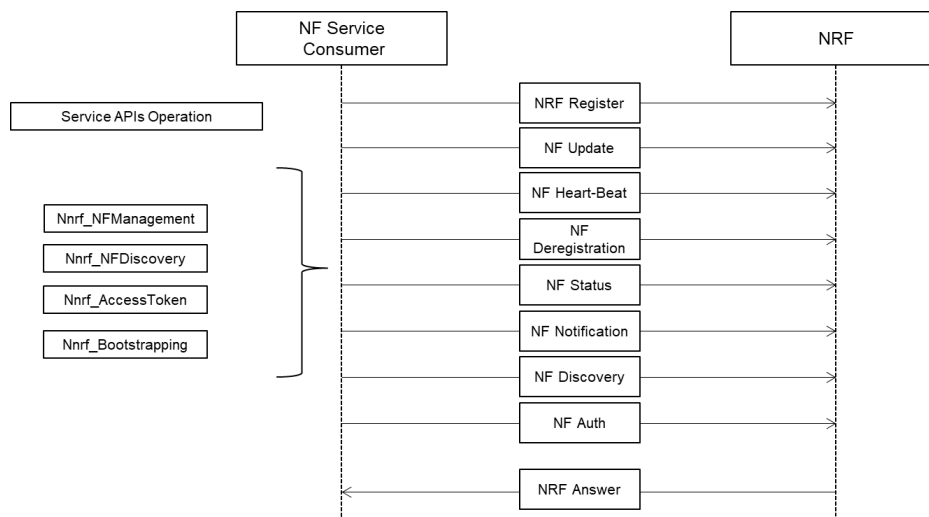 NF Service
Consumer
NRF
NRF Register
Service APIs Operation
NF Update
NF Heart-Beat
Nnrf_NFManagement
NF
Deregistration
Nnrf_NFDiscovery
NF Status
Nnrf_AccessToken
NF Notification
Nnrf_Bootstrapping
NF Discovery
NF Auth
NRF Answer